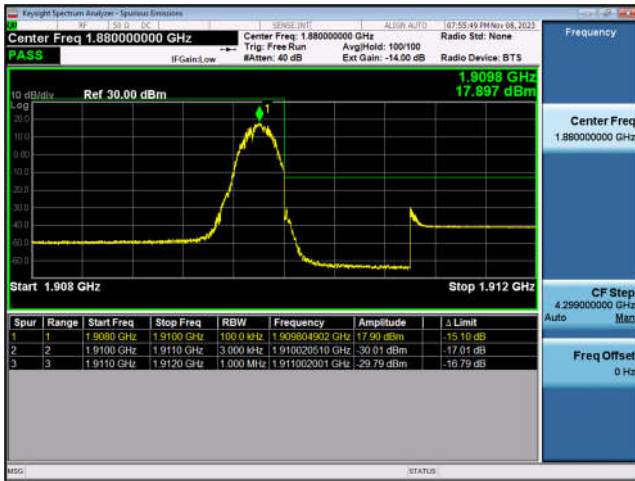 Keysight Spectrum Analyzer - Spurious Emissions
RF 50 Ω DC SENSE:INT ALIGN AUTO 07:55:49 PM Nov 08, 2023
Center Freq 1.880000000 GHz
Center Freq: 1.880000000 GHz Radio Std: None
Trig: Free Run Avg|Hold: 100/100
PASS IFGain:Low #Atten: 40 dB Ext Gain: -14.00 dB Radio Device: BTS
1.9098 GHz
17.897 dBm
10 dB/div Ref 30.00 dBm
Log
20.0
10.0
0.00
-10.0
-20.0
-30.0
-40.0
-50.0
-60.0
1
Start 1.908 GHz Stop 1.912 GHz
Spur Range Start Freq Stop Freq RBW Frequency Amplitude Δ Limit
1 1 1.9080 GHz 1.9100 GHz 100.0 kHz 1.909804902 GHz 17.90 dBm -15.10 dB
2 2 1.9100 GHz 1.9110 GHz 3.000 kHz 1.910020510 GHz -30.01 dBm -17.01 dB
3 3 1.9110 GHz 1.9120 GHz 1.000 MHz 1.911002001 GHz -29.79 dBm -16.79 dB
MSG STATUS
Frequency
Center Freq
1.880000000 GHz
CF Step
4.299000000 GHz
Auto Man
Freq Offset
0 Hz